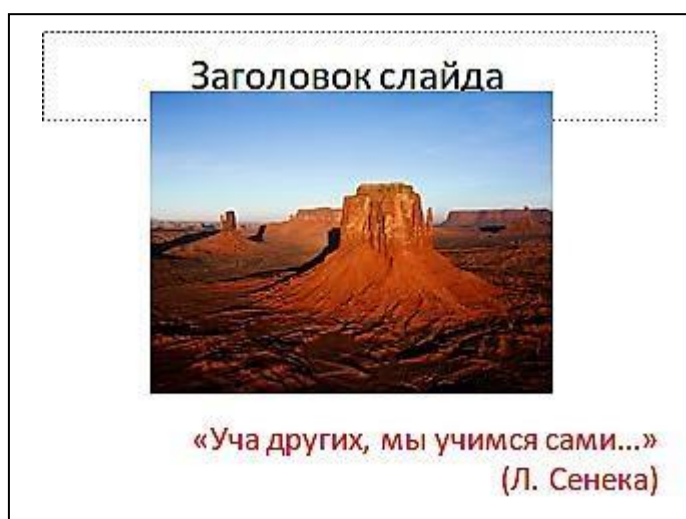 Заголовок слайда
«Уча других, мы учимся сами...»
(Л. Сенека)